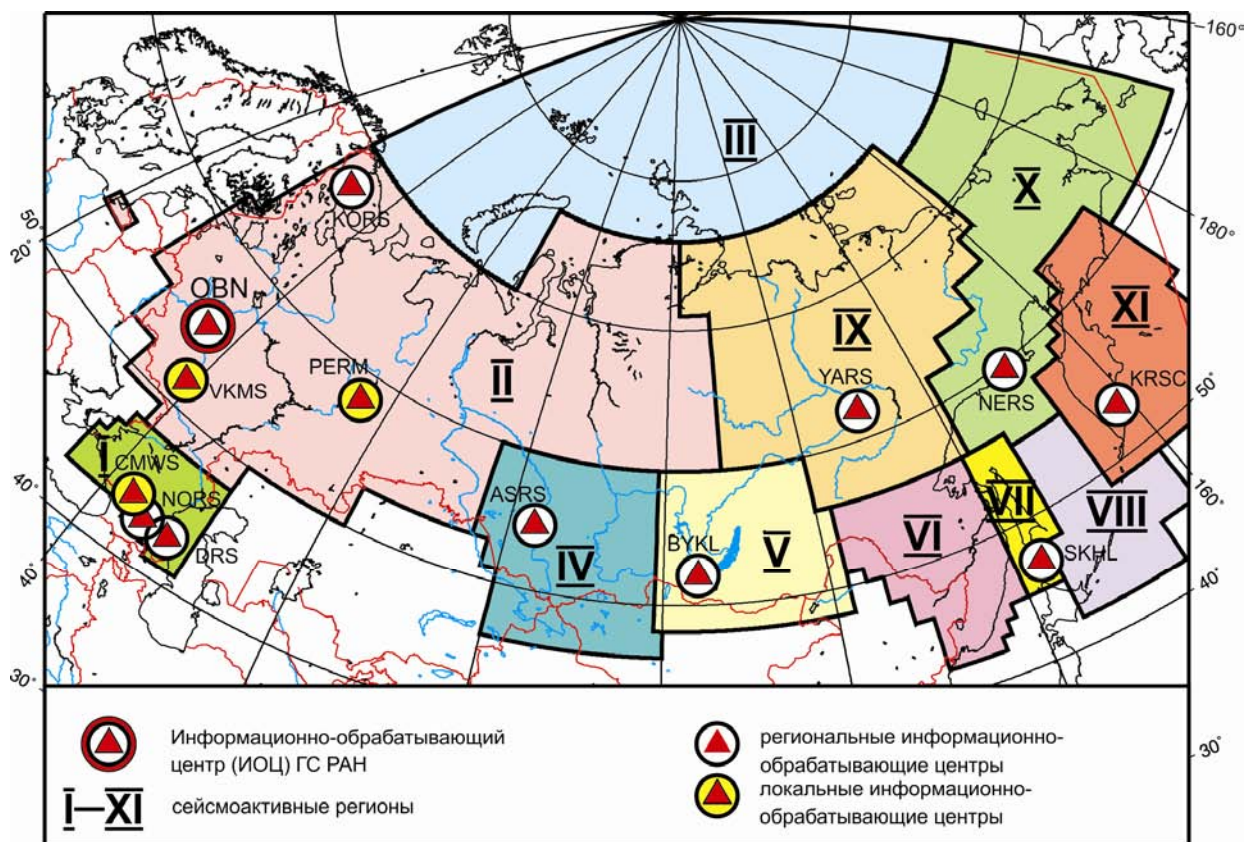 -160°
III
X
KORS
50°
20°
180°
OBN
XI
IX
PERM
II
YARS
KRSC
VKMS
NERS
50°
I
CMWS
40°
NORS
ASRS
VII
160°
VIII
DRS
BYKL
V
VI
SKHL
IV
40°
40°
30°
Информационно-обрабатывающий
центр (ИОЦ) ГС РАН
I—XI сейсмоактивные регионы
региональные информационно-
обрабатывающие центры
локальные информационно-
обрабатывающие центры
30°